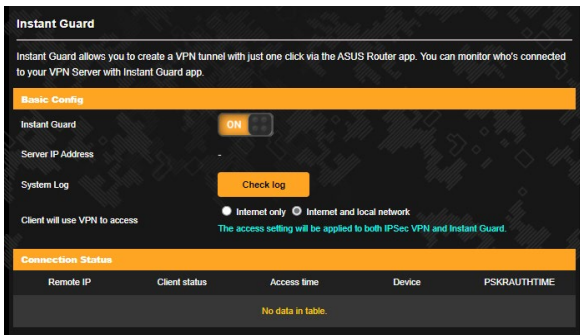 Instant Guard
Instant Guard allows you to create a VPN tunnel with just one click via the ASUS Router app. You can monitor who's connected
to your VPN Server with Instant Guard app.
Basic Config
Instant Guard ON
Server IP Address -
System Log Check log
Client will use VPN to access Internet only Internet and local network
The access setting will be applied to both IPSec VPN and Instant Guard.
Connection Status
Remote IP Client status Access time Device PSKRAUTHTIME
No data in table.